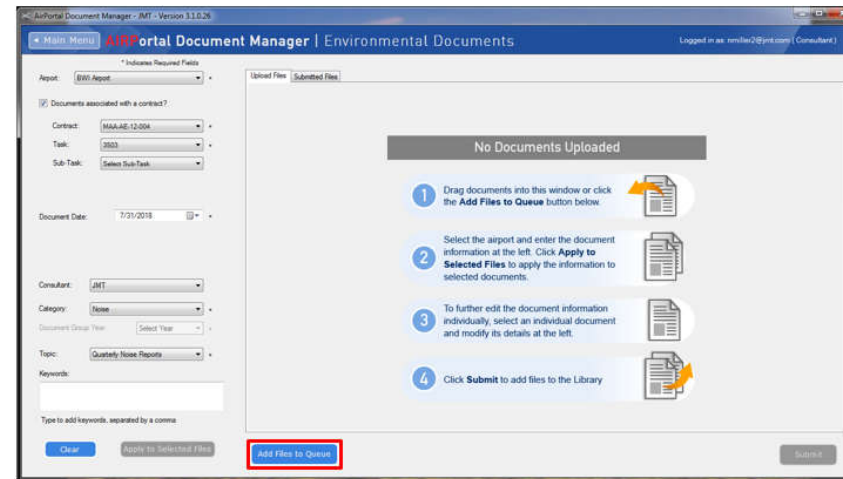 AirPortal Document Manager - JMT - Version 3.1.0.26
Main Menu
AIRPortal Document Manager | Environmental Documents
Logged in as: nmiller2@jmt.com ( Consultant )
* Indicates Required Fields
Airport: BWI Airport *
Documents associated with a contract?
Contract: MAA-AE-12-004 *
Task: 3503 *
Sub-Task: Select Sub-Task
Document Date: 7/31/2018 *
Consultant: JMT
Category: Noise *
Document Group Year: Select Year *
Topic: Quarterly Noise Reports *
Keywords:
Type to add keywords, separated by a comma
Clear
Apply to Selected Files
Upload Files
Submitted Files
No Documents Uploaded
1
Drag documents into this window or click
the Add Files to Queue button below.
2
Select the airport and enter the document
information at the left. Click Apply to
Selected Files to apply the information to
selected documents.
3
To further edit the document information
individually, select an individual document
and modify its details at the left.
4
Click Submit to add files to the Library
Add Files to Queue
Submit